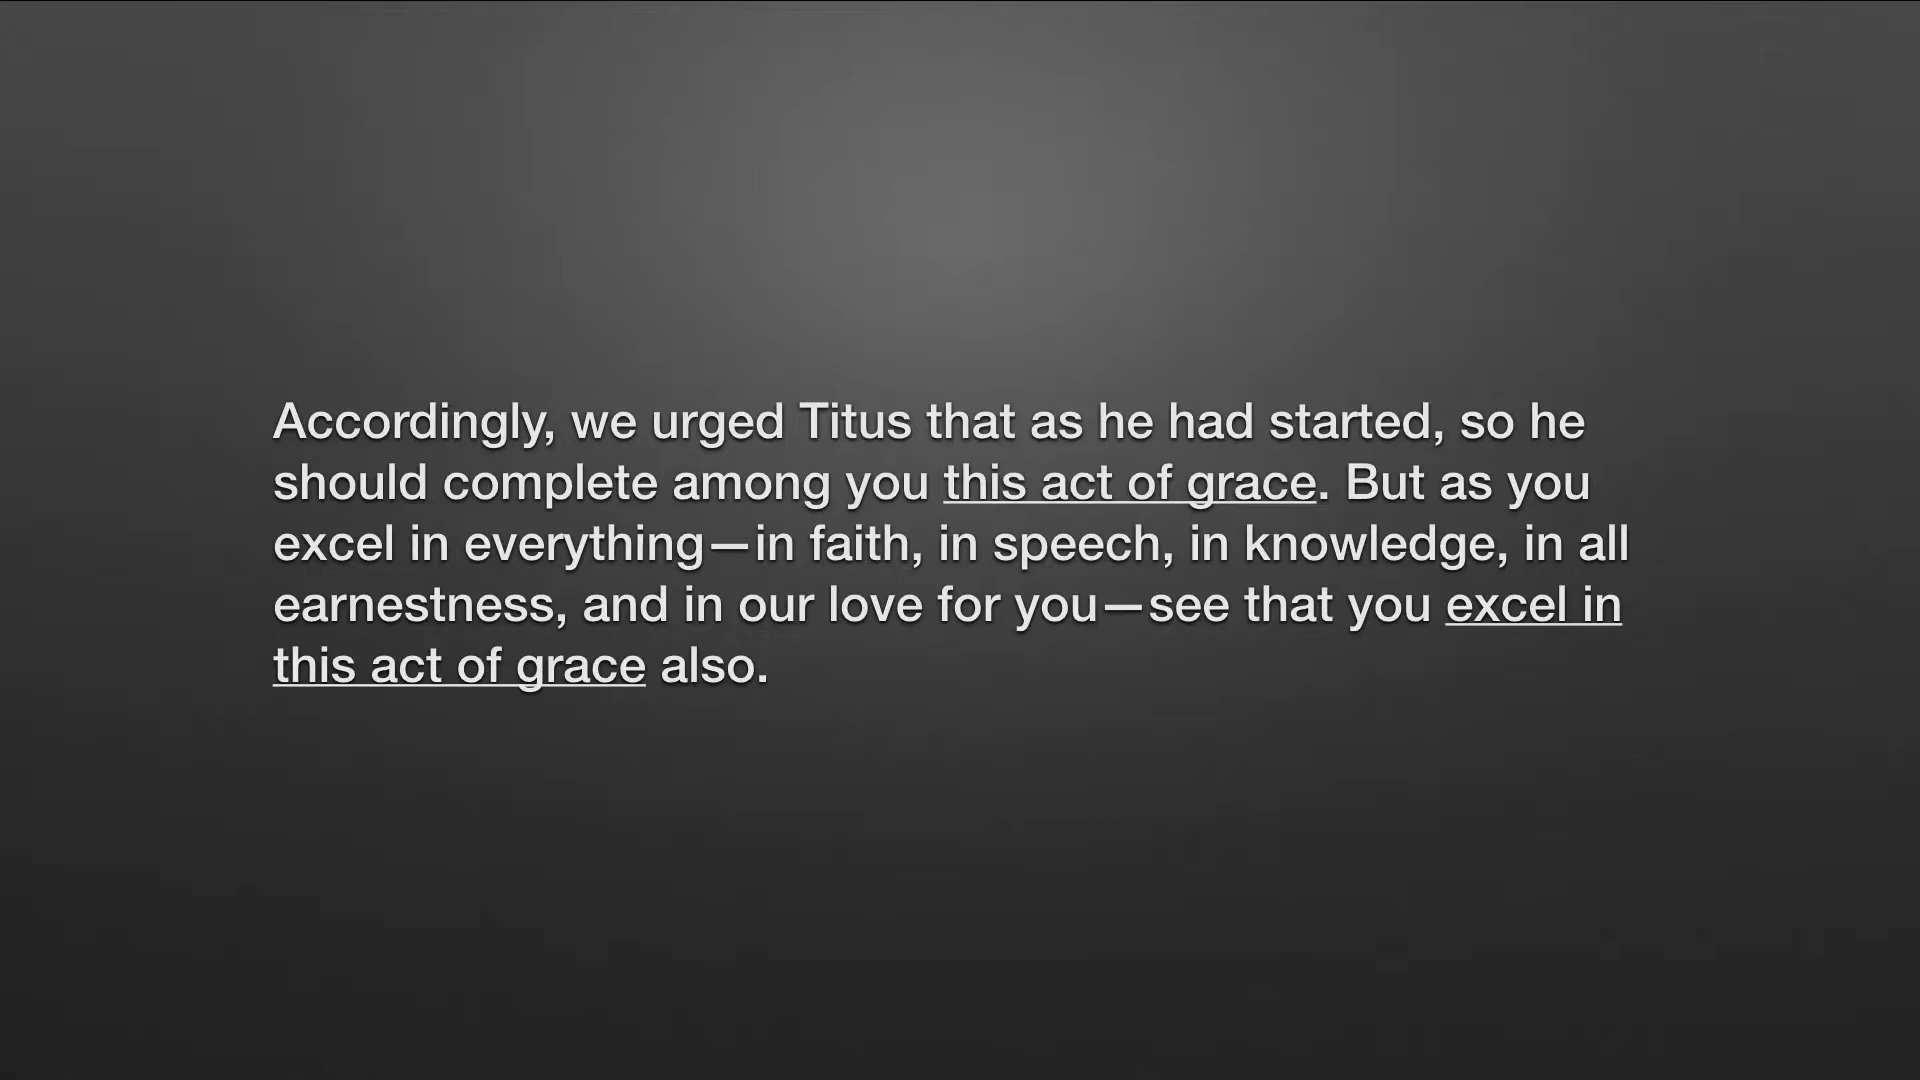 Accordingly, we urged Titus that as he had started, so he
should complete among you this act of grace. But as you
excel in everything—in faith, in speech, in knowledge, in all
earnestness, and in our love for you—see that you excel in
this act of grace also.